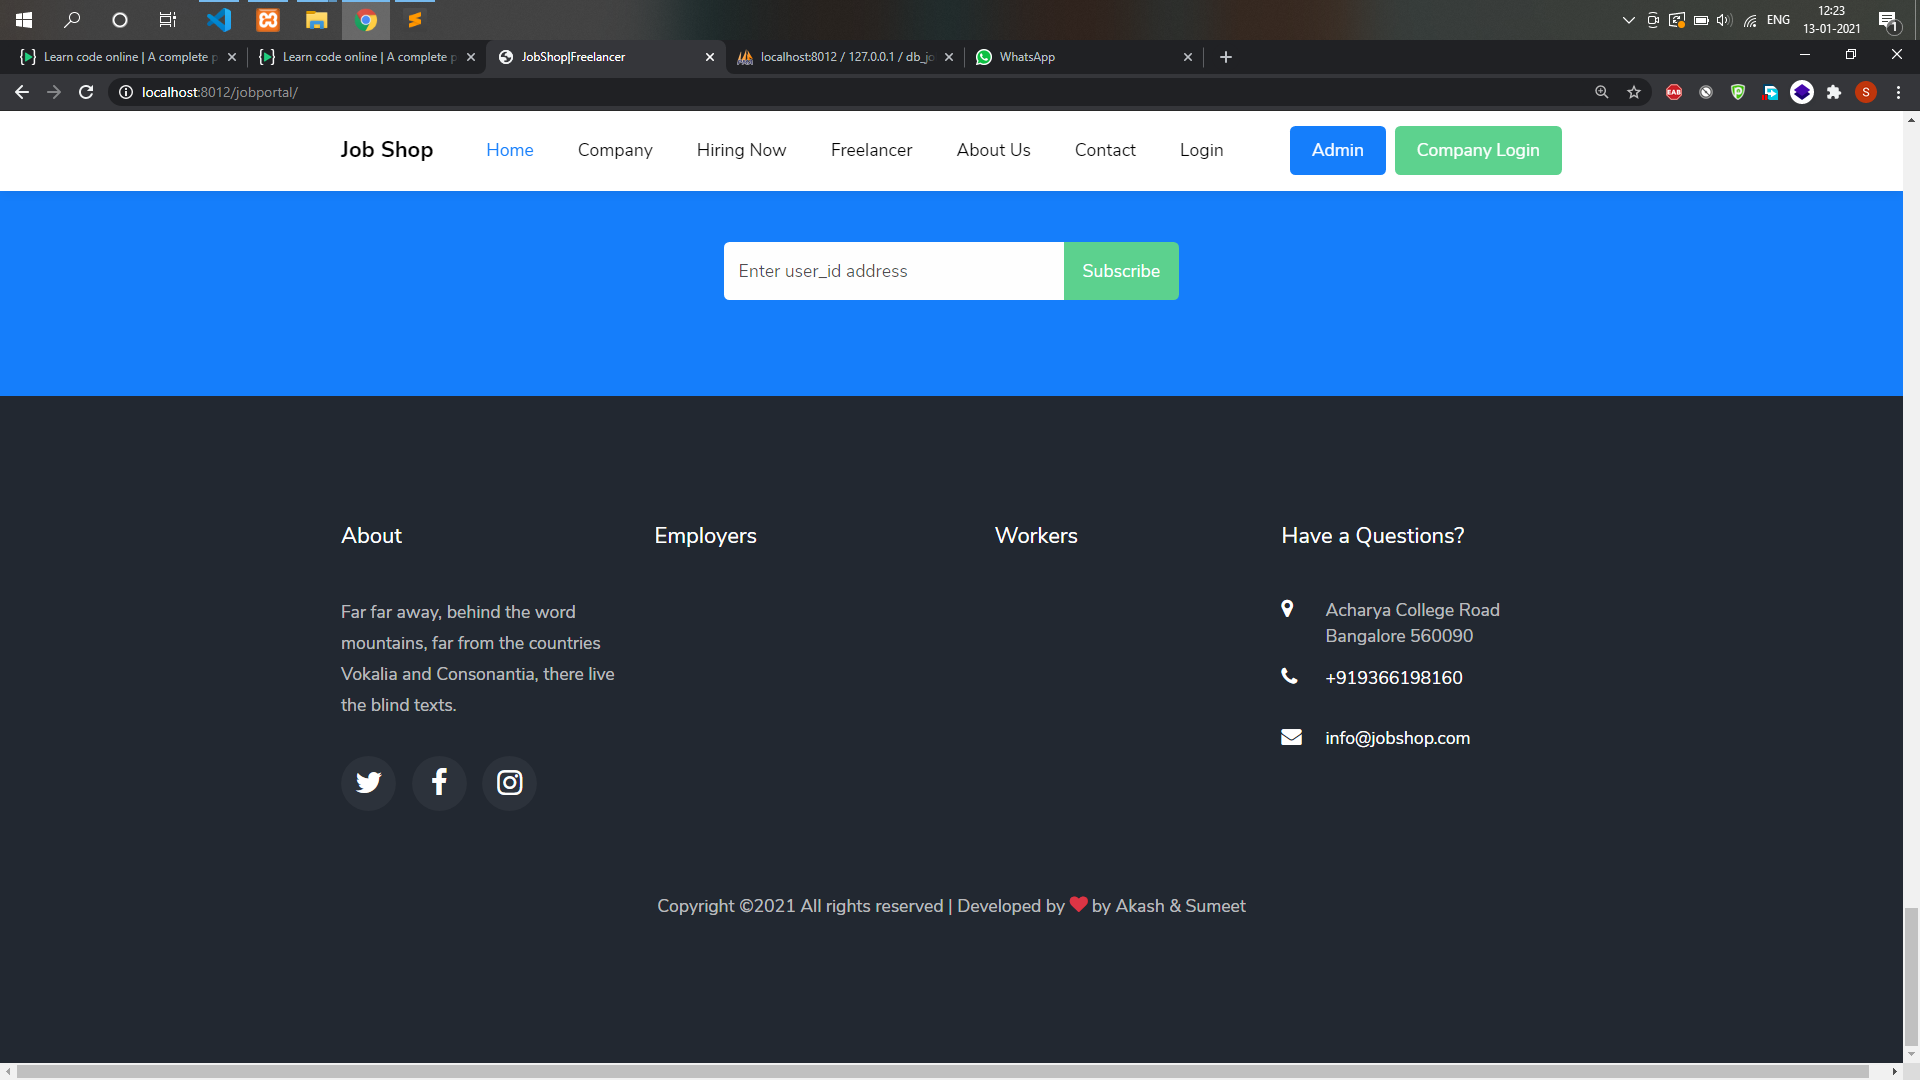 ENG
12:23
13-01-2021
1
Learn code online | A complete p
Learn code online | A complete p
JobShop|Freelancer
localhost:8012 / 127.0.0.1 / db_jo
WhatsApp
localhost:8012/jobportal/
EAB
S
Job Shop
Home
Company
Hiring Now
Freelancer
About Us
Contact
Login
Admin
Company Login
Enter user_id address
Subscribe
About
Far far away, behind the word
mountains, far from the countries
Vokalia and Consonantia, there live
the blind texts.
Employers
Workers
Have a Questions?
Acharya College Road
Bangalore 560090
+919366198160
info@jobshop.com
Copyright ©2021 All rights reserved | Developed by ❤ by Akash & Sumeet